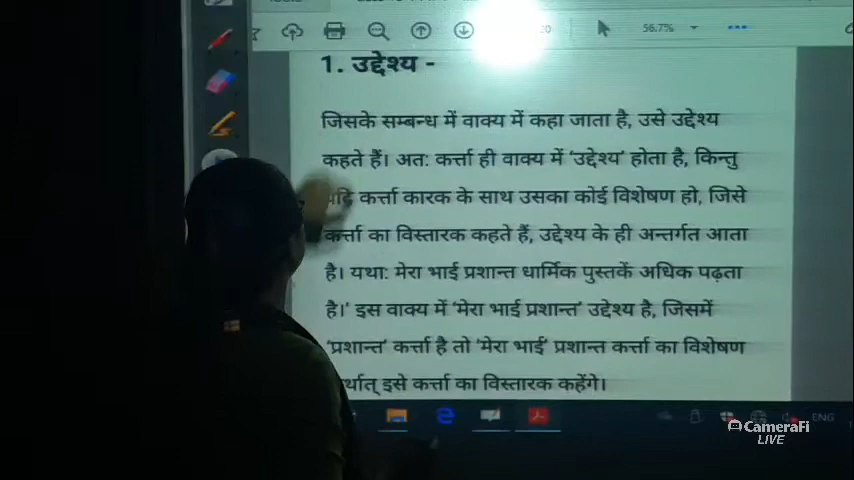 56.7%
1. उद्देश्य -
जिसके सम्बन्ध में वाक्य में कहा जाता है, उसे उद्देश्य
कहते हैं। अत: कर्त्ता ही वाक्य में 'उद्देश्य' होता है, किन्तु
कर्त्ता कारक के साथ उसका कोई विशेषण हो, जिसे
कर्त्ता का विस्तारक कहते हैं, उद्देश्य के ही अन्तर्गत आता
है। यथा: मेरा भाई प्रशान्त धार्मिक पुस्तकें अधिक पढ़ता
है।' इस वाक्य में 'मेरा भाई प्रशान्त' उद्देश्य है, जिसमें
'प्रशान्त' कर्त्ता है तो 'मेरा भाई' प्रशान्त कर्त्ता का विशेषण
इसे कर्त्ता का विस्तारक कहेंगे।
ENG
CameraFi
LIVE